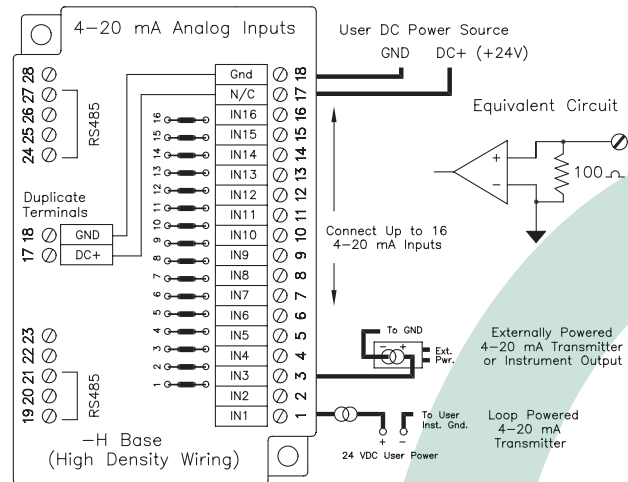 4-20 mA Analog Inputs
User DC Power Source
GND DC+ (+24V)
28
27
26
25
24
RS485
Gnd 18
N/C 17
IN16 16
IN15 15
IN14 14
IN13 13
IN12 12
IN11 11
IN10 10
IN9 9
IN8 8
IN7 7
IN6 6
IN5 5
IN4 4
IN3 3
IN2 2
IN1 1
16
15
14
13
12
11
10
9
8
7
6
5
4
3
2
1
Duplicate
Terminals
18 GND
17 DC+
23
22
21
20
19
RS485
-H Base
(High Density Wiring)
Equivalent Circuit
+
-
100 Ω
Connect Up to 16
4-20 mA Inputs
To GND
- +
Ext.
Pwr.
Externally Powered
4-20 mA Transmitter
or Instrument Output
To User
Inst. Gnd.
+ -
24 VDC User Power
Loop Powered
4-20 mA
Transmitter